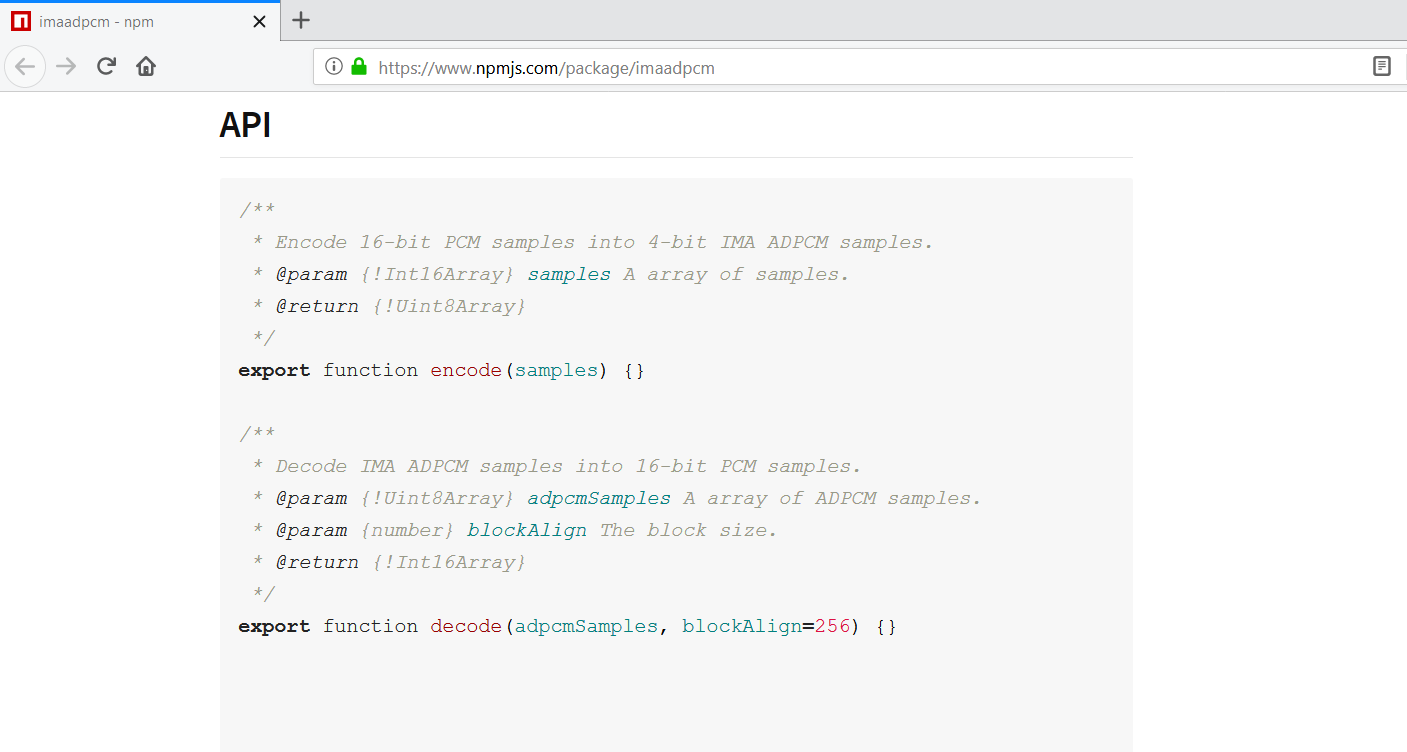 imaadpcm - npm
https://www.npmjs.com/package/imaadpcm
API
/**
* Encode 16-bit PCM samples into 4-bit IMA ADPCM samples.
* @param {!Int16Array} samples A array of samples.
* @return {!Uint8Array}
*/
export function encode(samples) {}
/**
* Decode IMA ADPCM samples into 16-bit PCM samples.
* @param {!Uint8Array} adpcmSamples A array of ADPCM samples.
* @param {number} blockAlign The block size.
* @return {!Int16Array}
*/
export function decode(adpcmSamples, blockAlign=256) {}